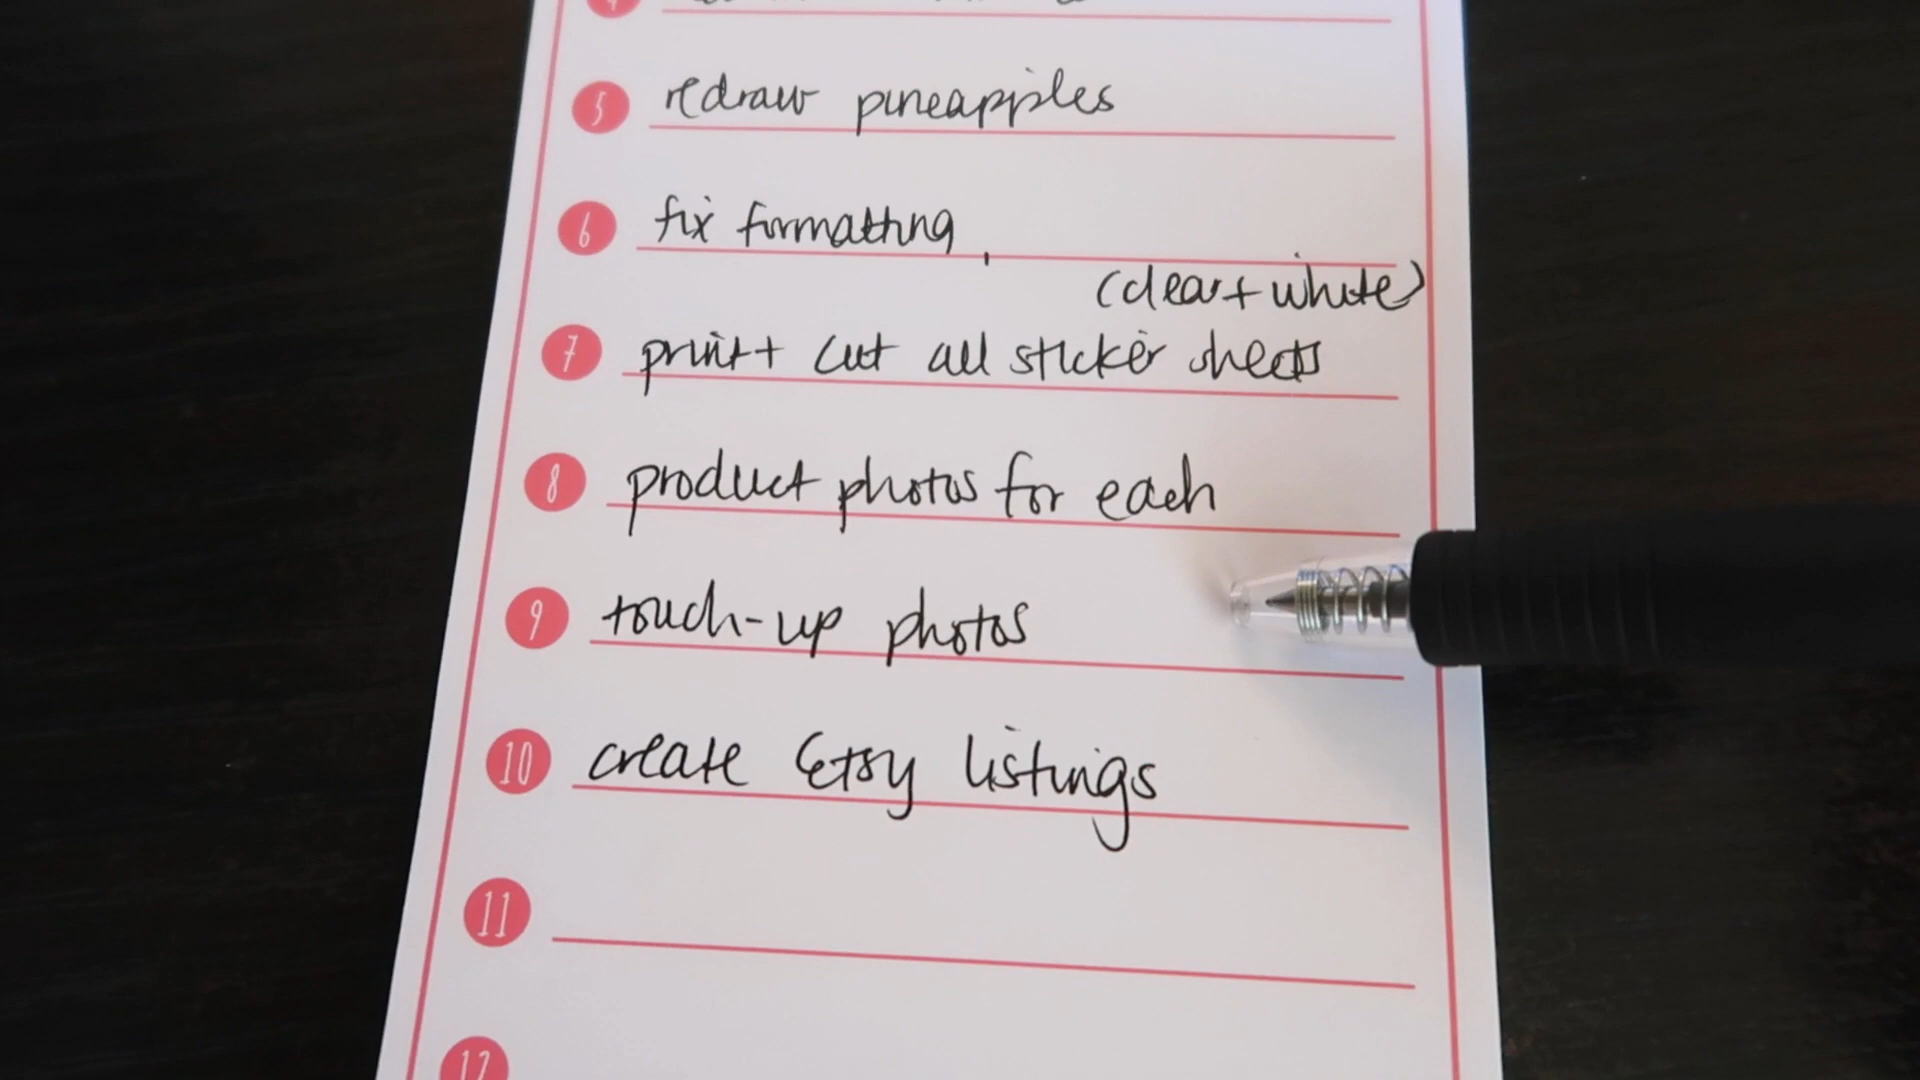 5 redraw pineapples
6 fix formatting
(clear + white)
7 print + cut all sticker sheets
8 product photos for each
9 touch-up photos
10 create Etsy listings
11
12